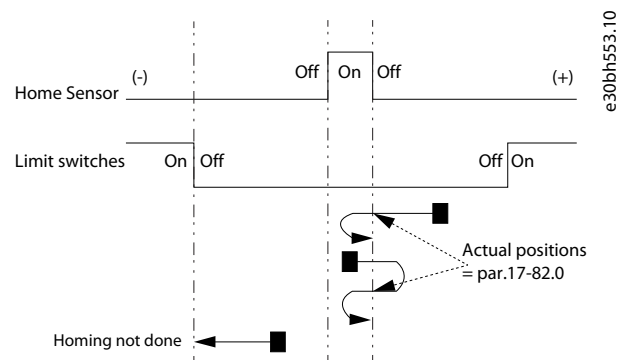 e30bh553.10
(-)
Off On Off
(+)
Home Sensor
Limit switches
On Off
Off On
Actual positions
= par.17-82.0
Homing not done